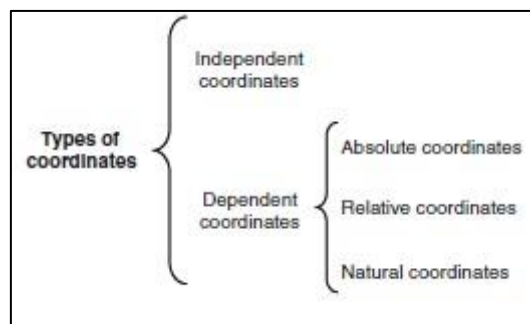 Types of
coordinates
Independent
coordinates
Dependent
coordinates
Absolute coordinates
Relative coordinates
Natural coordinates